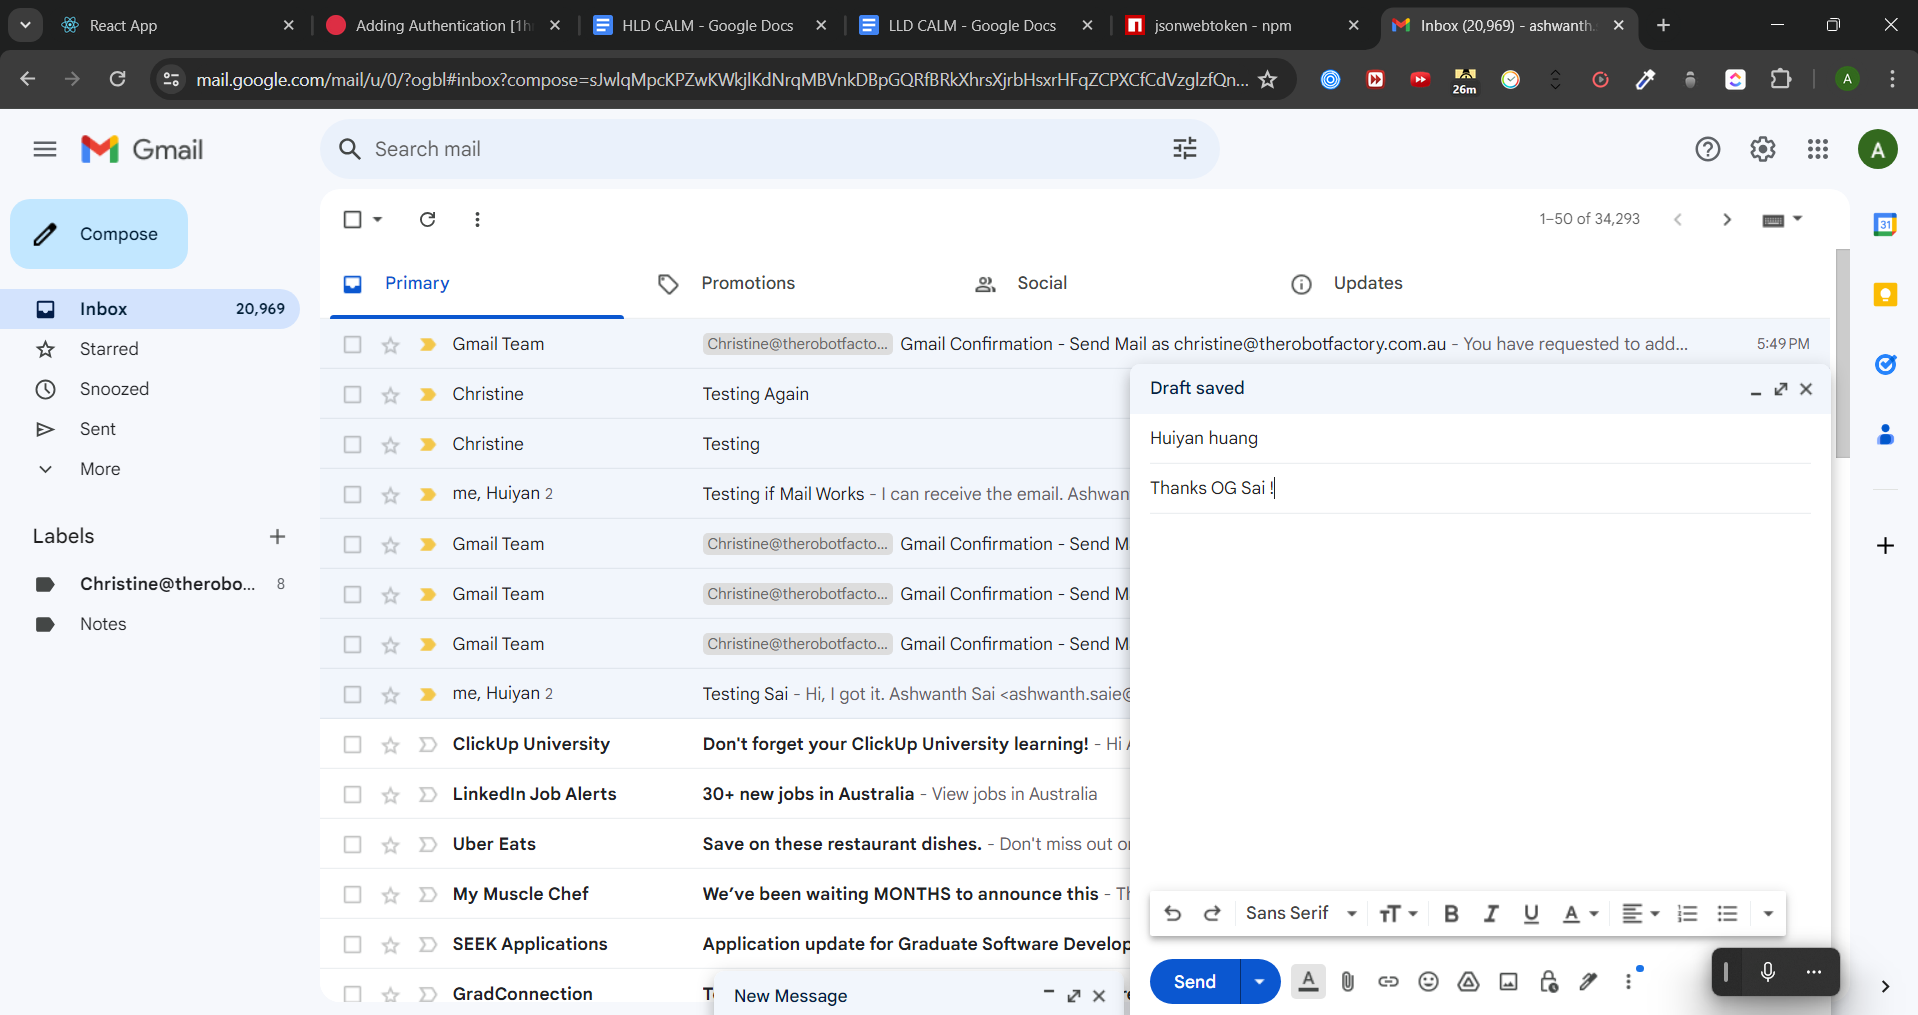 React App
Adding Authentication [1h
HLD CALM - Google Docs
LLD CALM - Google Docs
jsonwebtoken - npm
Inbox (20,969) - ashwanth.
mail.google.com/mail/u/0/?ogbl#inbox?compose=sJwlqMpcKPZwKWkjlKdNrqMBVnkDBpGQRfBRkXhrsXjrbHsxrHFqZCPXCfCdVzglzfQn...
26m
A
Gmail
Search mail
A
Compose
1–50 of 34,293
31
Primary
Promotions
Social
Updates
Inbox 20,969
Starred
Snoozed
Sent
More
Labels
Christine@therobo... 8
Notes
Gmail Team Christine@therobotfacto... Gmail Confirmation - Send Mail as christine@therobotfactory.com.au - You have requested to add... 5:49 PM
Christine Testing Again
Christine Testing
me, Huiyan 2 Testing if Mail Works - I can receive the email. Ashwan
Gmail Team Christine@therobotfacto... Gmail Confirmation - Send M
Gmail Team Christine@therobotfacto... Gmail Confirmation - Send M
Gmail Team Christine@therobotfacto... Gmail Confirmation - Send M
me, Huiyan 2 Testing Sai - Hi, I got it. Ashwanth Sai <ashwanth.saie@
ClickUp University Don't forget your ClickUp University learning! - Hi A
LinkedIn Job Alerts 30+ new jobs in Australia - View jobs in Australia
Uber Eats Save on these restaurant dishes. - Don't miss out o
My Muscle Chef We've been waiting MONTHS to announce this - Th
SEEK Applications Application update for Graduate Software Develop
GradConnection
New Message
Draft saved
Huiyan huang
Thanks OG Sai !
Sans Serif
Send